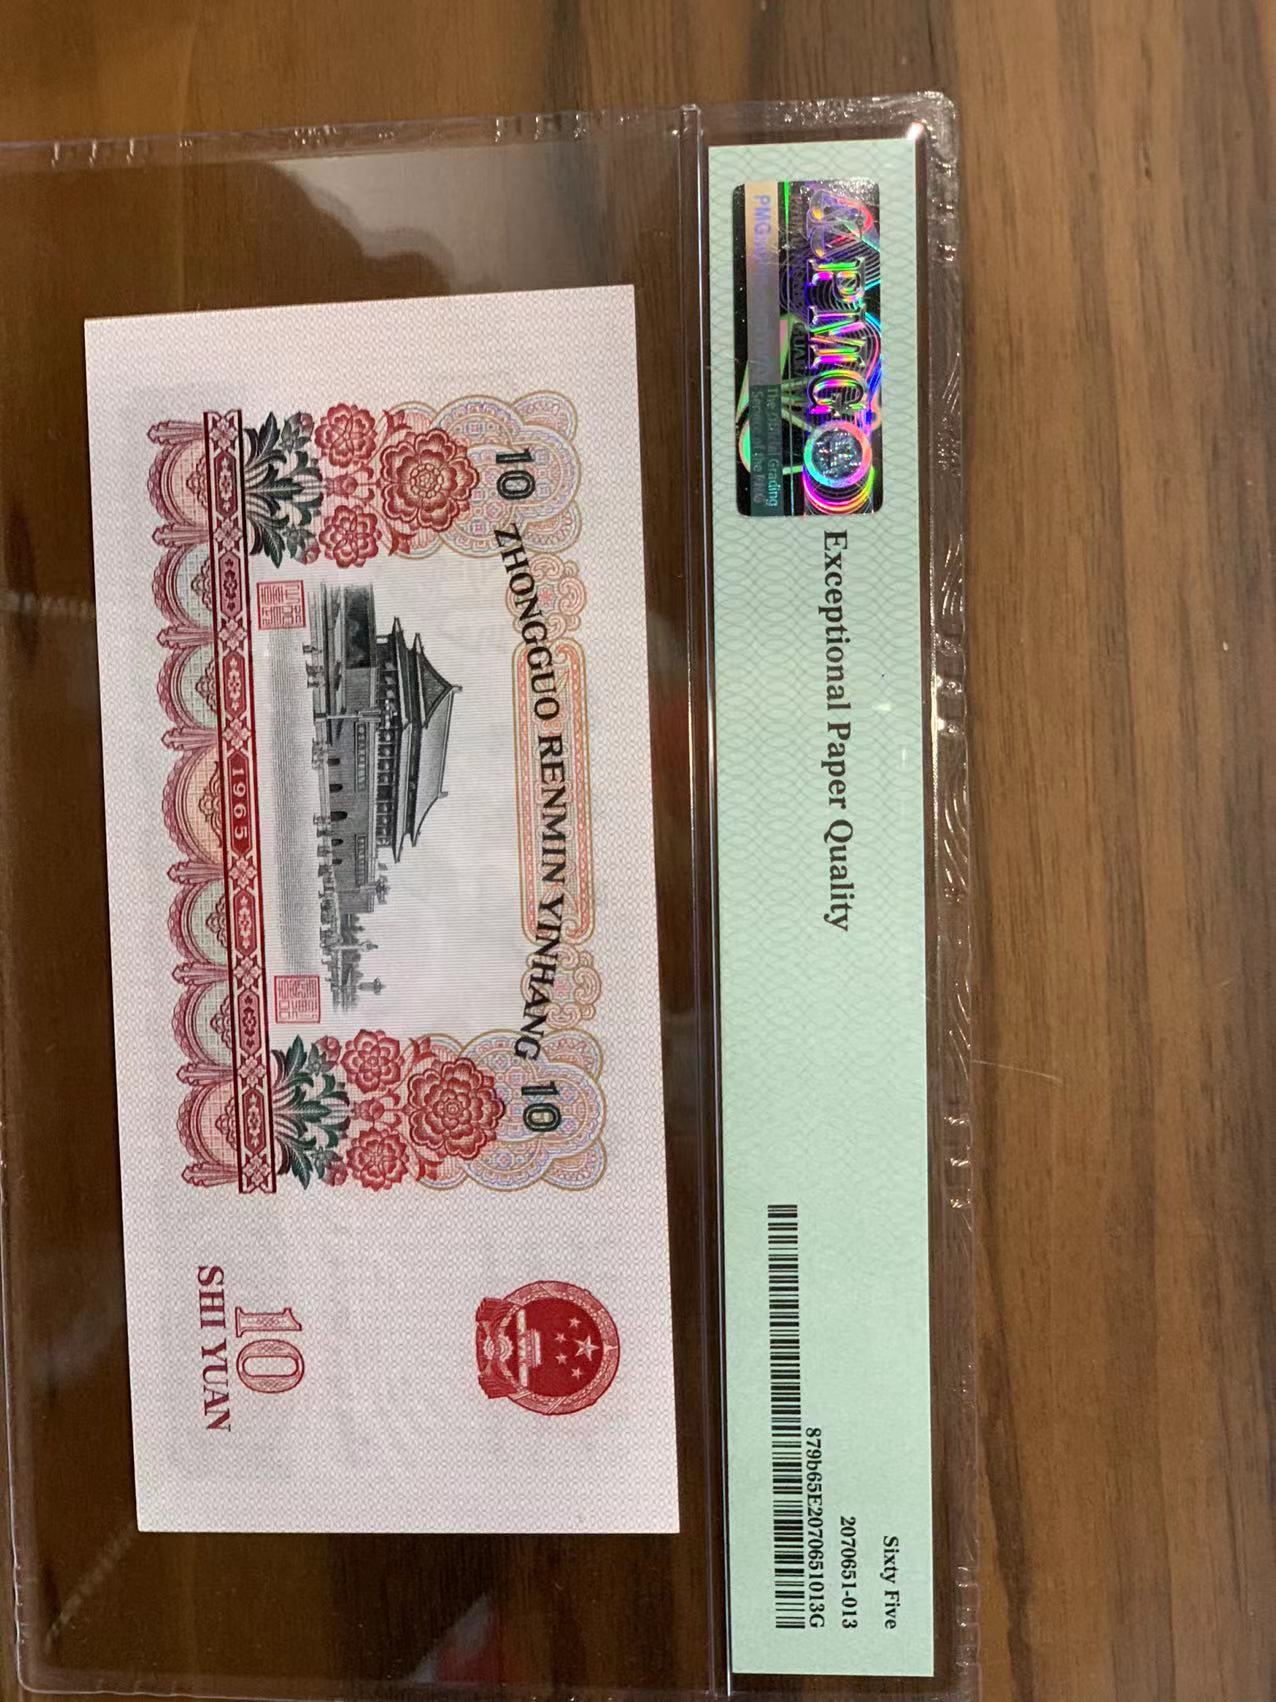 PMG
Exceptional Paper Quality
Sixty Five
2070651-013
879b65E2070651013G
10 ZHONGGUO RENMIN YINHANG 10
1965
10
SHI YUAN